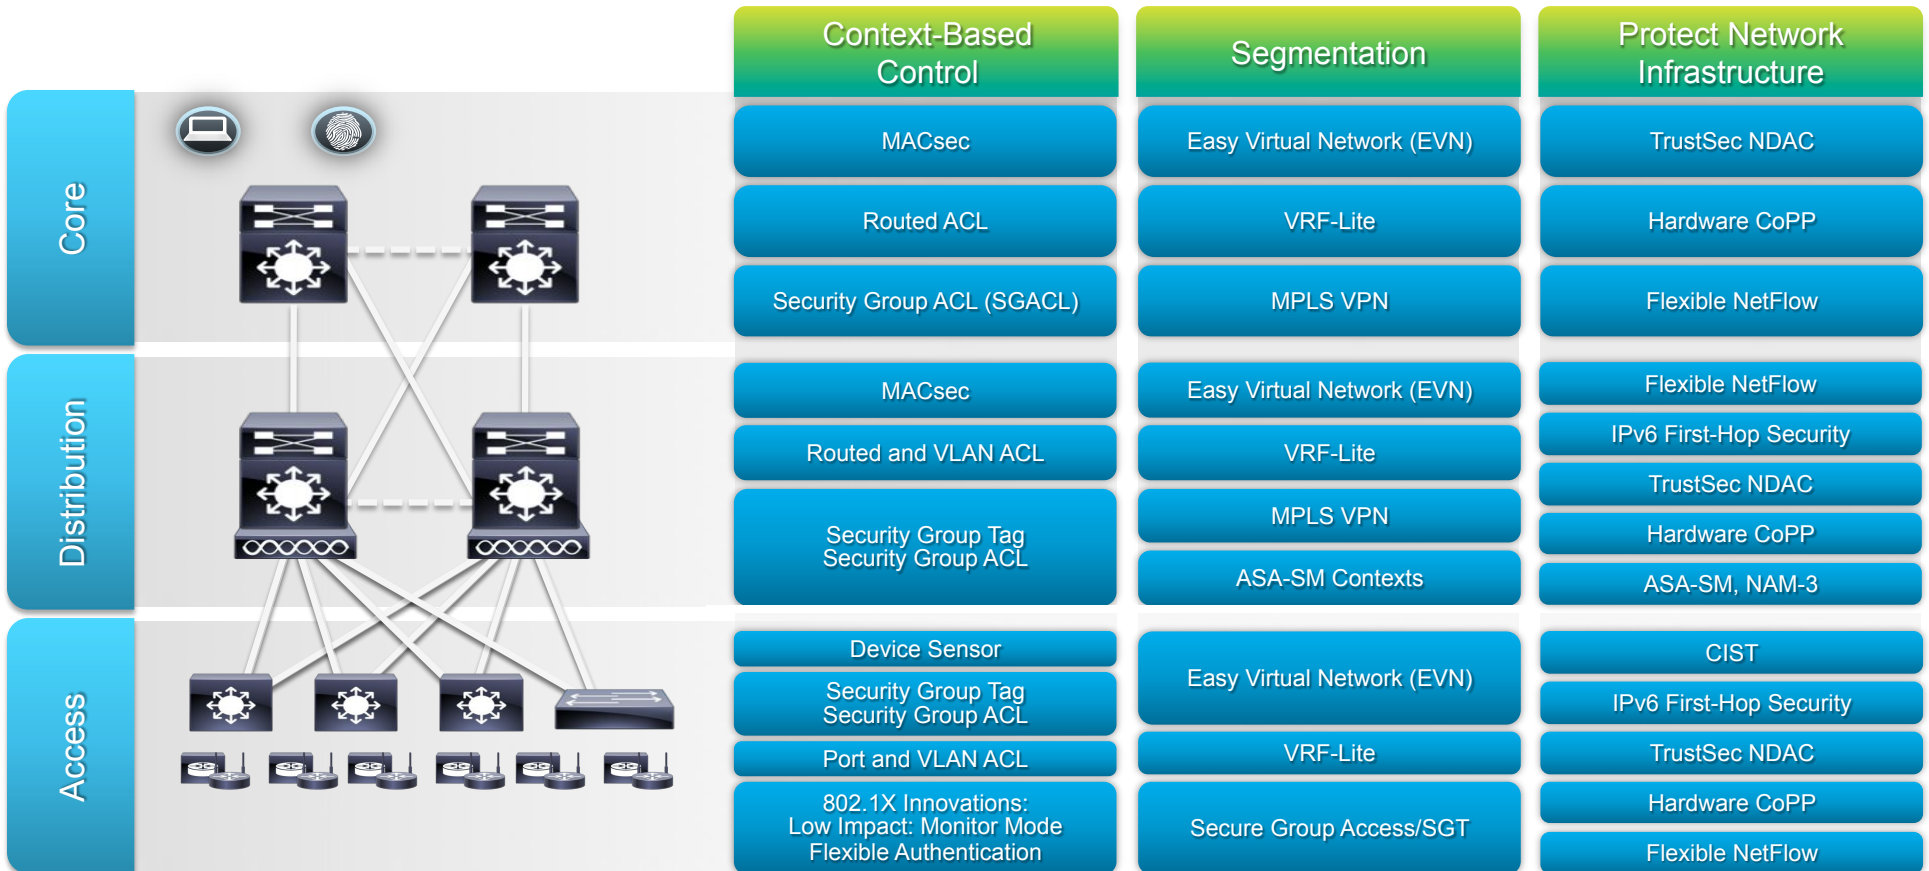 Context-Based
Control
Segmentation
Protect Network
Infrastructure
Core
MACsec
Easy Virtual Network (EVN)
TrustSec NDAC
Routed ACL
VRF-Lite
Hardware CoPP
Security Group ACL (SGACL)
MPLS VPN
Flexible NetFlow
Distribution
MACsec
Routed and VLAN ACL
Security Group Tag
Security Group ACL
Easy Virtual Network (EVN)
VRF-Lite
MPLS VPN
ASA-SM Contexts
Flexible NetFlow
IPv6 First-Hop Security
TrustSec NDAC
Hardware CoPP
ASA-SM, NAM-3
Access
Device Sensor
Security Group Tag
Security Group ACL
Port and VLAN ACL
802.1X Innovations:
Low Impact: Monitor Mode
Flexible Authentication
Easy Virtual Network (EVN)
VRF-Lite
Secure Group Access/SGT
CIST
IPv6 First-Hop Security
TrustSec NDAC
Hardware CoPP
Flexible NetFlow